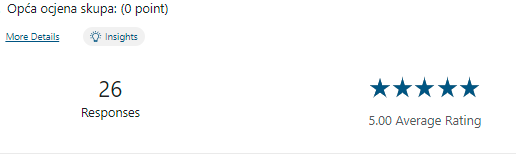 Opća ocjena skupa: (0 point)
More Details
Insights
26
Responses
5.00 Average Rating